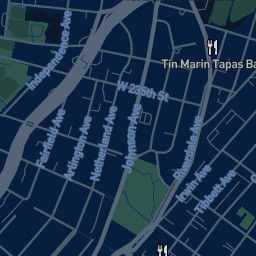 Independence Ave
Tin Marin Tapas Ba
W 235th St
Fairfield Ave
Arlington Ave
Netherland Ave
Johnson Ave
Riverdale Ave
Irwin Ave
Tibbett Ave